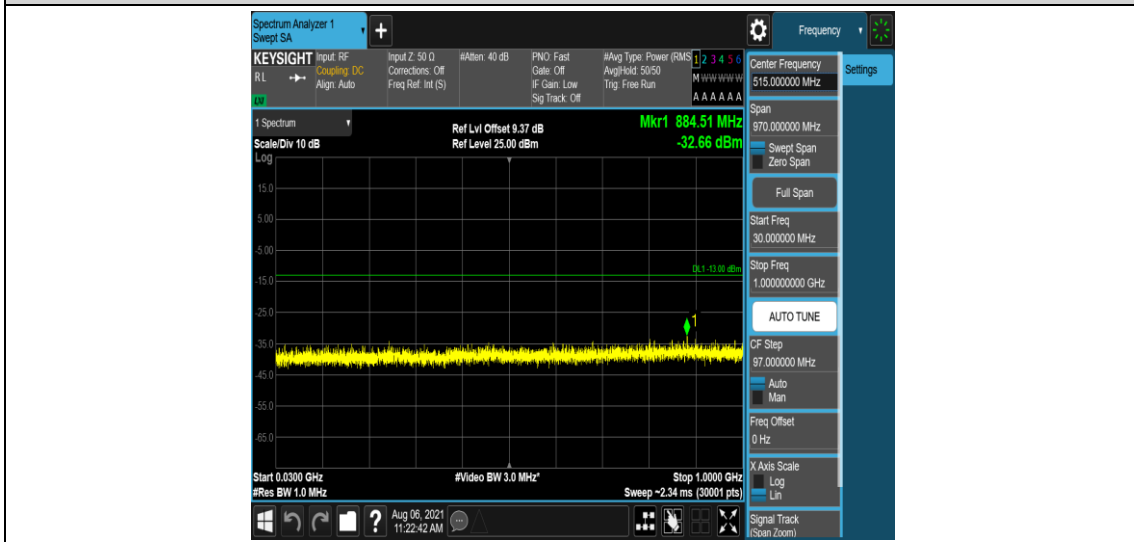 Spectrum Analyzer 1
Swept SA
Frequency
KEYSIGHT
RL
Input: RF
Coupling: DC
Align: Auto
Input Z: 50 Ω
Corrections: Off
Freq Ref: Int (S)
#Atten: 40 dB
PNO: Fast
Gate: Off
IF Gain: Low
Sig Track: Off
#Avg Type: Power (RMS
Avg|Hold: 50/50
Trig: Free Run
1 2 3 4 5 6
M W W W W W
A A A A A A
1 Spectrum
Scale/Div 10 dB
Ref Lvl Offset 9.37 dB
Ref Level 25.00 dBm
Mkr1 884.51 MHz
-32.66 dBm
Log
15.0
5.00
-5.00
-15.0
-25.0
-35.0
-45.0
-55.0
-65.0
DL1 -13.00 dBm
1
Start 0.0300 GHz
#Res BW 1.0 MHz
#Video BW 3.0 MHz*
Stop 1.0000 GHz
Sweep ~2.34 ms (30001 pts)
Aug 06, 2021
11:22:42 AM
Center Frequency
515.000000 MHz
Settings
Span
970.000000 MHz
Swept Span
Zero Span
Full Span
Start Freq
30.000000 MHz
Stop Freq
1.000000000 GHz
AUTO TUNE
CF Step
97.000000 MHz
Auto
Man
Freq Offset
0 Hz
X Axis Scale
Log
Lin
Signal Track
(Span Zoom)